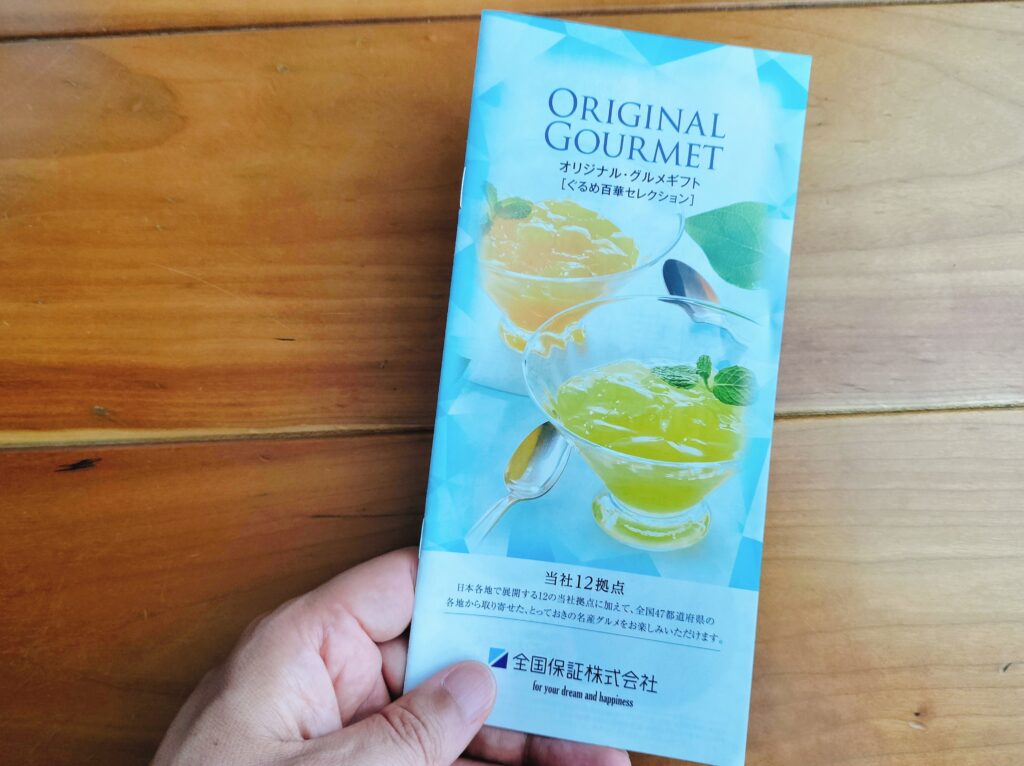 ORIGINAL
GOURMET
オリジナル・グルメギフト
[ぐるめ百華セレクション]
当社12拠点
日本各地で展開する12の当社拠点に加えて、全国47都道府県の
各地から取り寄せた、とっておきの名産グルメをお楽しみいただけます。
全国保証株式会社
for your dream and happiness